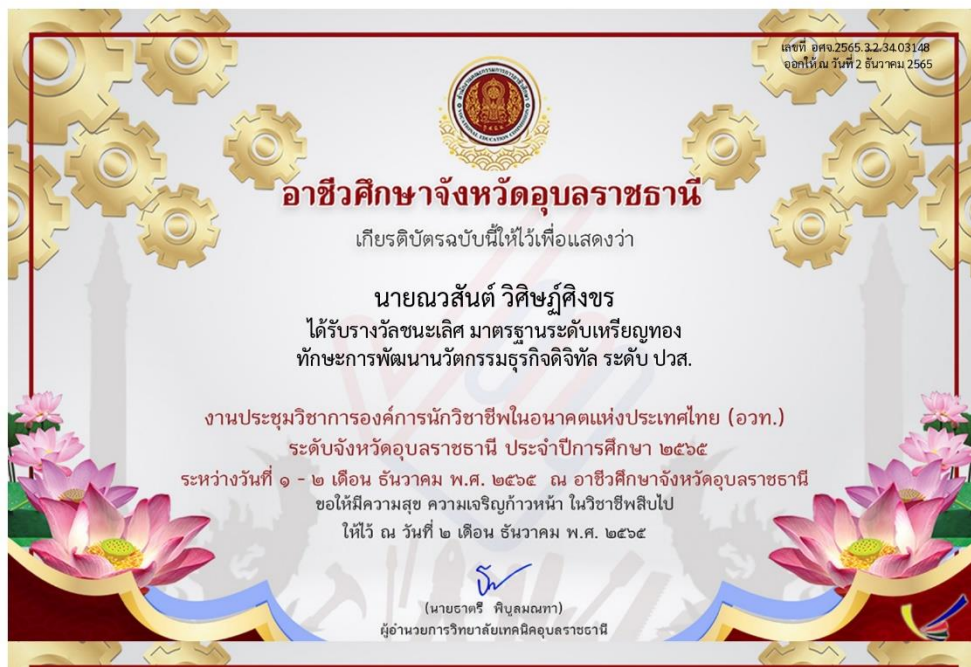 เลขที่ อศจ.2565.3.2.34.03148
ออกให้ ณ วันที่ 2 ธันวาคม 2565
VOCATIONAL EDUCATION COMMISSION
อาชีวศึกษาจังหวัดอุบลราชธานี
เกียรติบัตรฉบับนี้ให้ไว้เพื่อแสดงว่า
นายณวสันต์ วิศิษฏ์ศิงขร
ได้รับรางวัลชนะเลิศ มาตรฐานระดับเหรียญทอง
ทักษะการพัฒนานวัตกรรมธุรกิจดิจิทัล ระดับ ปวส.
งานประชุมวิชาการองค์การนักวิชาชีพในอนาคตแห่งประเทศไทย (อวท.)
ระดับจังหวัดอุบลราชธานี ประจำปีการศึกษา ๒๕๖๕
ระหว่างวันที่ ๑ - ๒ เดือน ธันวาคม พ.ศ. ๒๕๖๕ ณ อาชีวศึกษาจังหวัดอุบลราชธานี
ขอให้มีความสุข ความเจริญก้าวหน้า ในวิชาชีพสืบไป
ให้ไว้ ณ วันที่ ๒ เดือน ธันวาคม พ.ศ. ๒๕๖๕
(นายธาตรี พิบูลมณฑา)
ผู้อำนวยการวิทยาลัยเทคนิคอุบลราชธานี